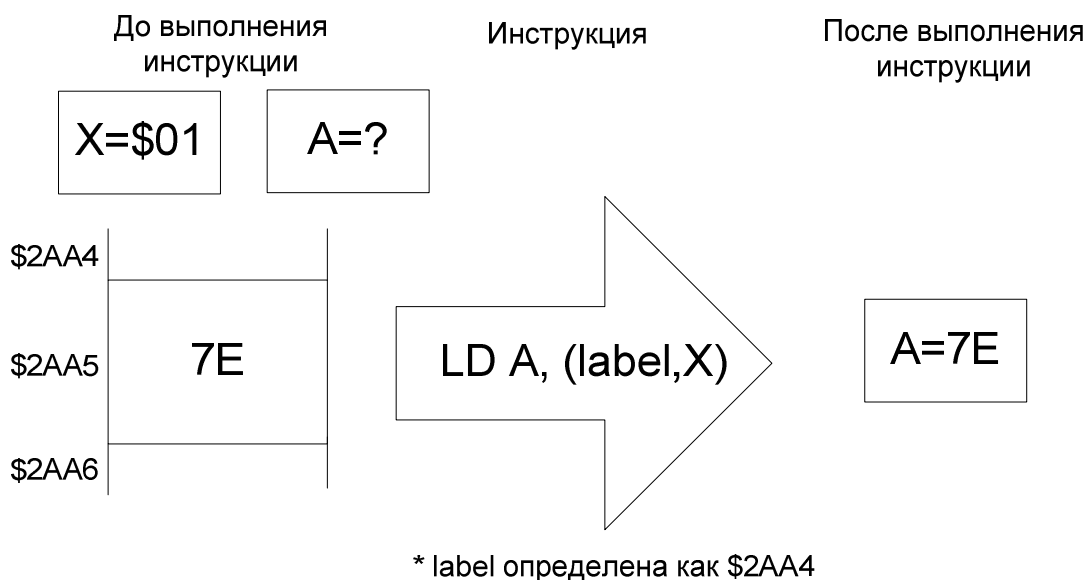 До выполнения
инструкции
Инструкция
После выполнения
инструкции
X=$01
A=?
$2AA4
$2AA5
7E
LD A, (label,X)
A=7E
$2AA6
* label определена как $2AA4